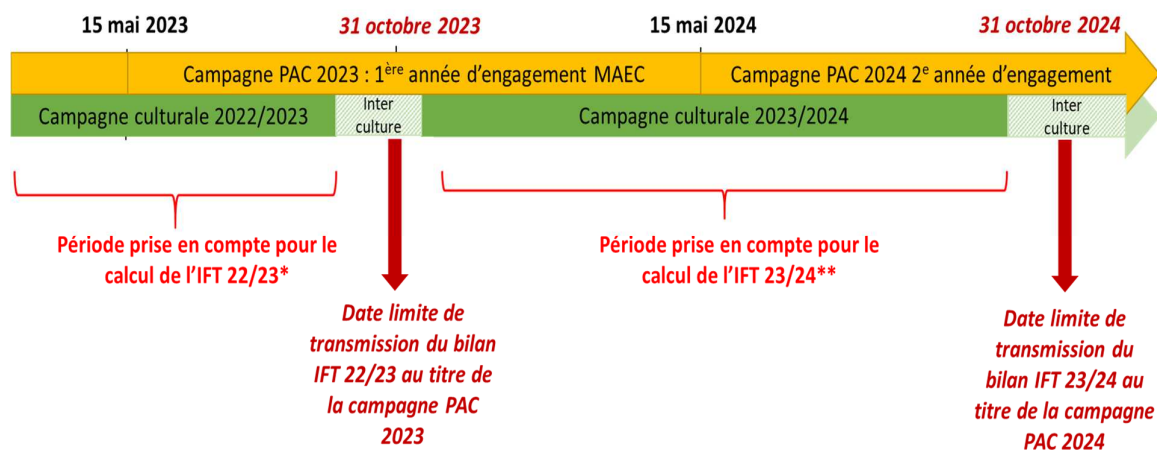 15 mai 2023
31 octobre 2023
15 mai 2024
31 octobre 2024
Campagne PAC 2023 : 1ère année d'engagement MAEC
Campagne PAC 2024 2e année d'engagement
Campagne culturale 2022/2023
Inter
culture
Campagne culturale 2023/2024
Inter
culture
Période prise en compte pour le
calcul de l'IFT 22/23*
Période prise en compte pour le
calcul de l'IFT 23/24**
Date limite de
transmission du bilan
IFT 22/23 au titre de
la campagne PAC
2023
Date limite de
transmission du
bilan IFT 23/24 au
titre de la campagne
PAC 2024